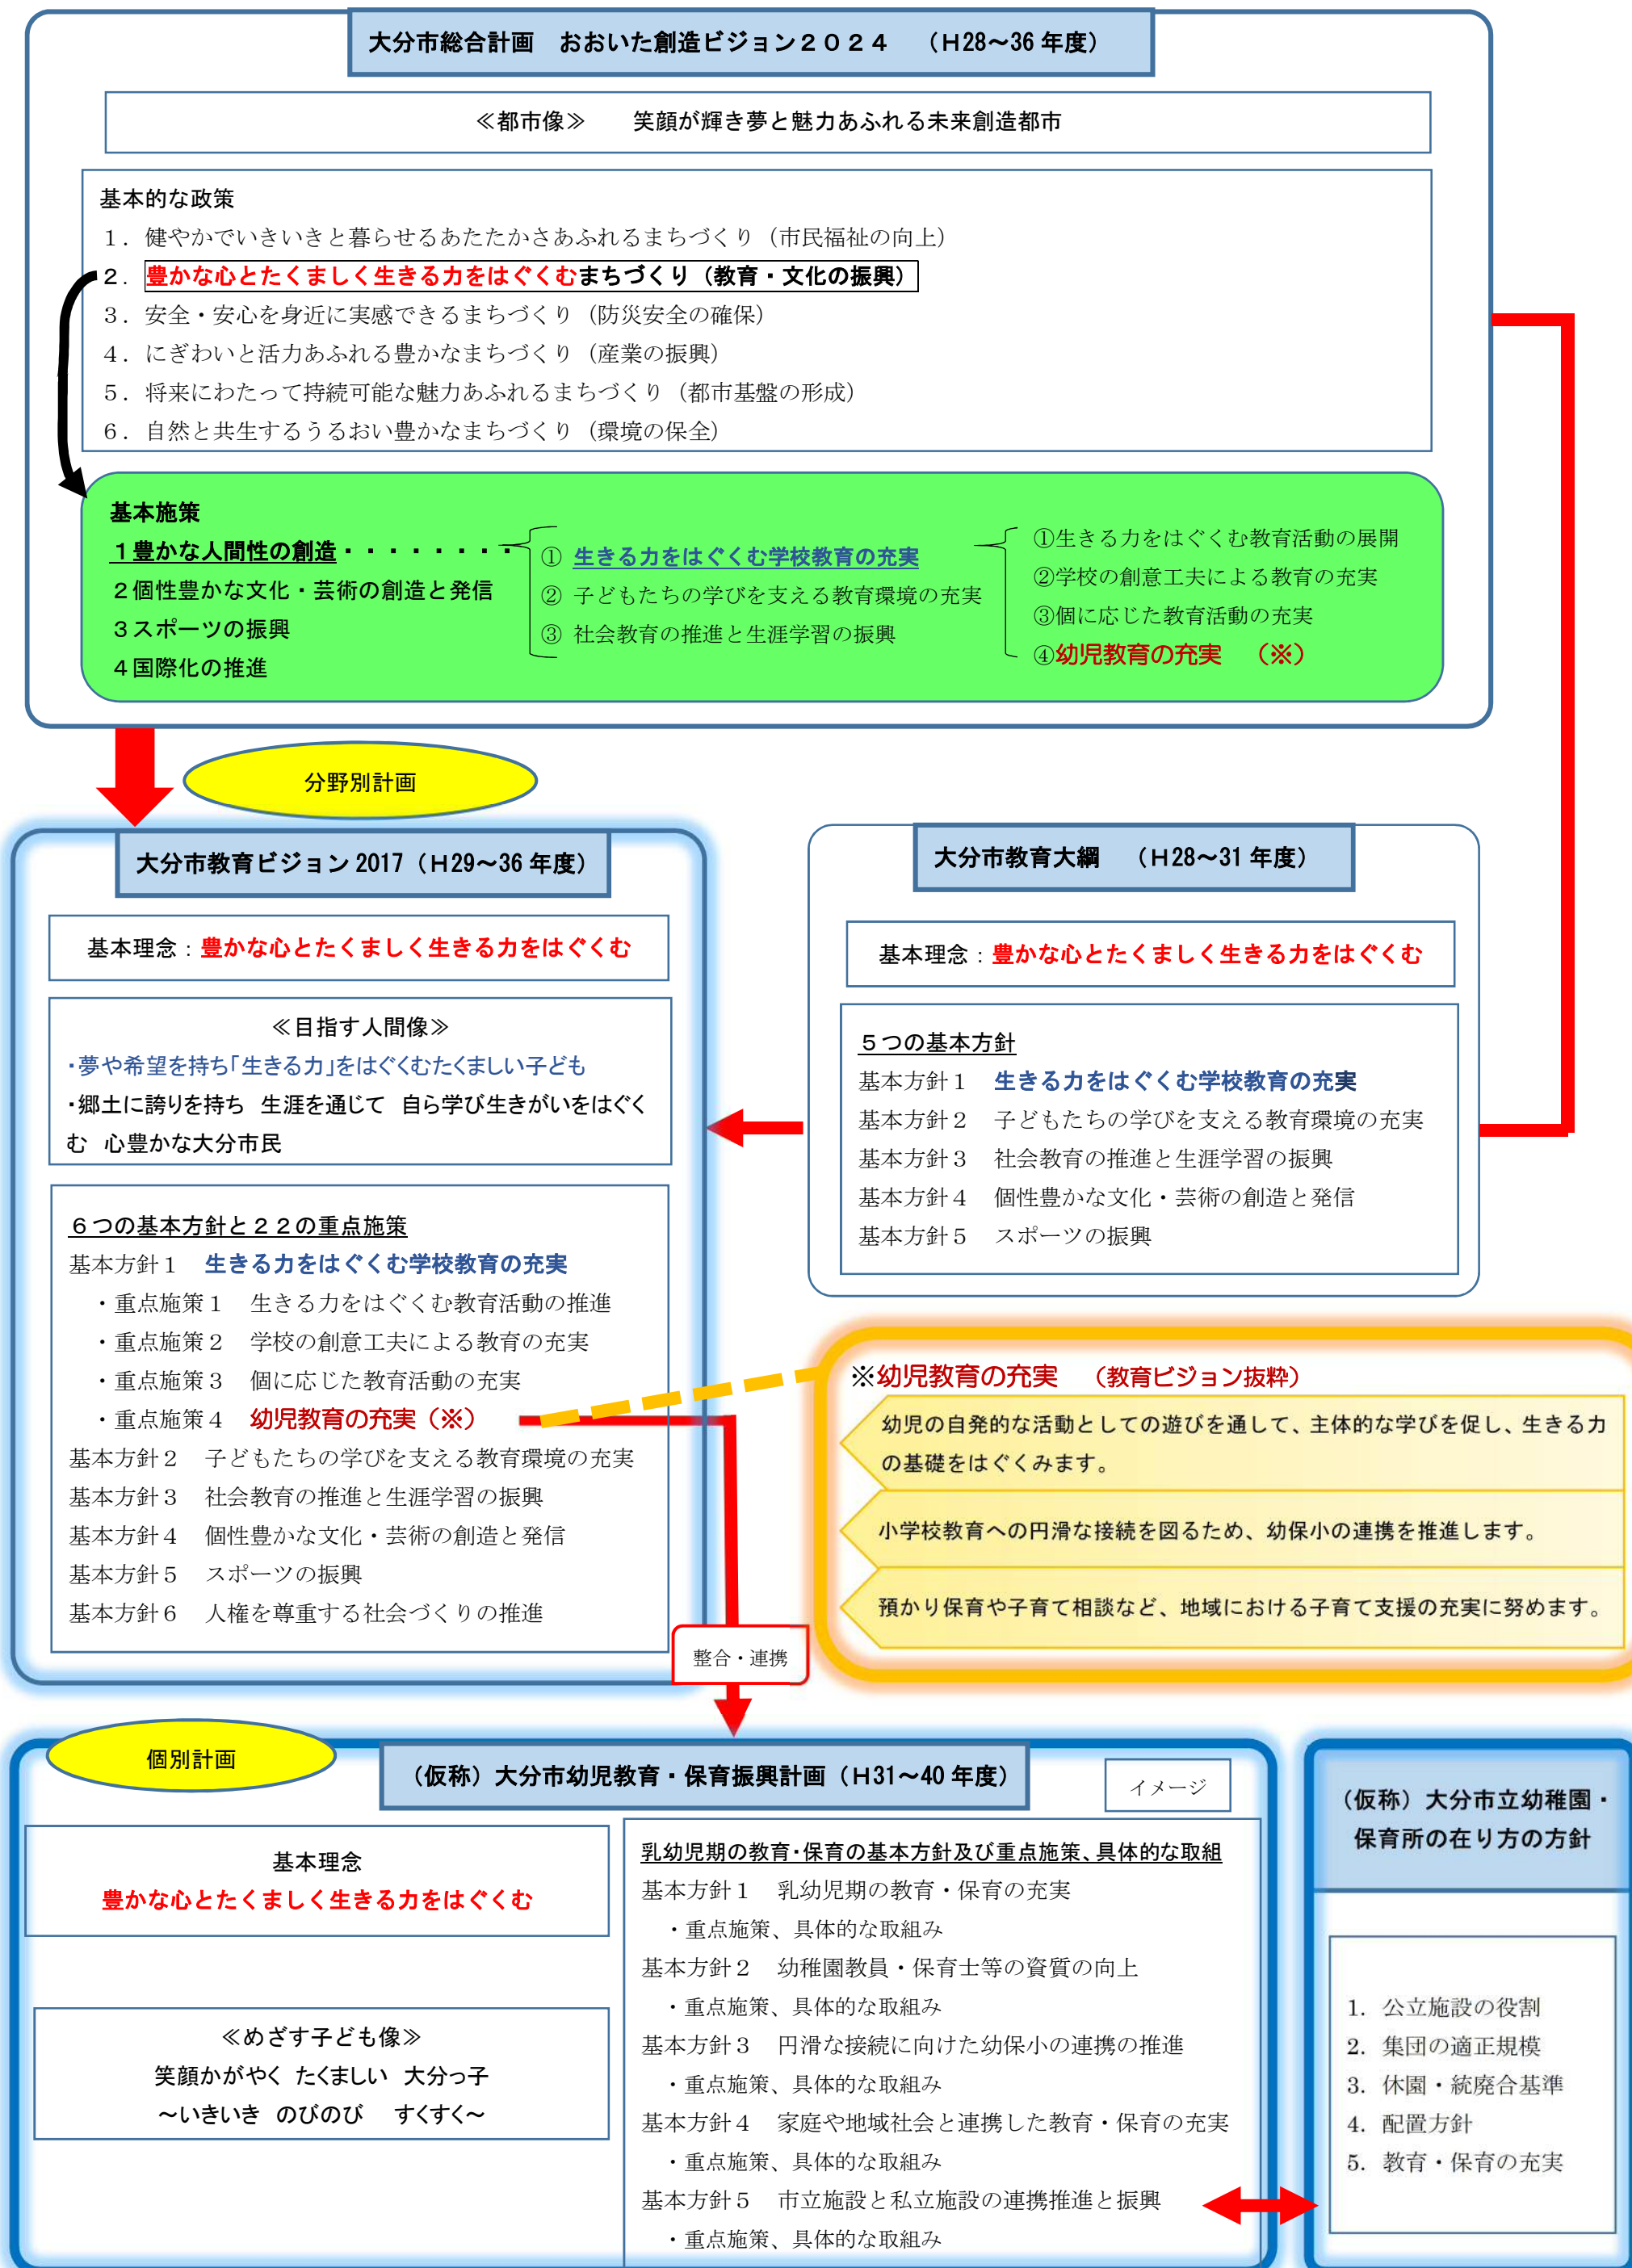 大分市総合計画　おおいた創造ビジョン２０２４　（H28～36 年度）
≪都市像≫　　笑顔が輝き夢と魅力あふれる未来創造都市
基本的な政策
１．健やかでいきいきと暮らせるあたたかさあふれるまちづくり（市民福祉の向上）
２．豊かな心とたくましく生きる力をはぐくむまちづくり（教育・文化の振興）
３．安全・安心を身近に実感できるまちづくり（防災安全の確保）
４．にぎわいと活力あふれる豊かなまちづくり（産業の振興）
５．将来にわたって持続可能な魅力あふれるまちづくり（都市基盤の形成）
６．自然と共生するうるおい豊かなまちづくり（環境の保全）
基本施策
１豊かな人間性の創造・・・・・・・・
２個性豊かな文化・芸術の創造と発信
３スポーツの振興
４国際化の推進
① 生きる力をはぐくむ学校教育の充実
② 子どもたちの学びを支える教育環境の充実
③ 社会教育の推進と生涯学習の振興
①生きる力をはぐくむ教育活動の展開
②学校の創意工夫による教育の充実
③個に応じた教育活動の充実
④幼児教育の充実　（※）
分野別計画
大分市教育ビジョン 2017（H29～36 年度）
基本理念：豊かな心とたくましく生きる力をはぐくむ
≪目指す人間像≫
・夢や希望を持ち「生きる力」をはぐくむたくましい子ども
・郷土に誇りを持ち 生涯を通じて 自ら学び生きがいをはぐく
む 心豊かな大分市民
６つの基本方針と２２の重点施策
基本方針１　生きる力をはぐくむ学校教育の充実
・重点施策１　生きる力をはぐくむ教育活動の推進
・重点施策２　学校の創意工夫による教育の充実
・重点施策３　個に応じた教育活動の充実
・重点施策４　幼児教育の充実（※）
基本方針２　子どもたちの学びを支える教育環境の充実
基本方針３　社会教育の推進と生涯学習の振興
基本方針４　個性豊かな文化・芸術の創造と発信
基本方針５　スポーツの振興
基本方針６　人権を尊重する社会づくりの推進
大分市教育大綱　（H28～31 年度）
基本理念：豊かな心とたくましく生きる力をはぐくむ
５つの基本方針
基本方針１　生きる力をはぐくむ学校教育の充実
基本方針２　子どもたちの学びを支える教育環境の充実
基本方針３　社会教育の推進と生涯学習の振興
基本方針４　個性豊かな文化・芸術の創造と発信
基本方針５　スポーツの振興
※幼児教育の充実　（教育ビジョン抜粋）
幼児の自発的な活動としての遊びを通して、主体的な学びを促し、生きる力
の基礎をはぐくみます。
小学校教育への円滑な接続を図るため、幼保小の連携を推進します。
預かり保育や子育て相談など、地域における子育て支援の充実に努めます。
整合・連携
個別計画
（仮称）大分市幼児教育・保育振興計画（H31～40 年度）
イメージ
基本理念
豊かな心とたくましく生きる力をはぐくむ
≪めざす子ども像≫
笑顔かがやく たくましい 大分っ子
～いきいき のびのび　すくすく～
乳幼児期の教育・保育の基本方針及び重点施策、具体的な取組
基本方針１　乳幼児期の教育・保育の充実
・重点施策、具体的な取組み
基本方針２　幼稚園教員・保育士等の資質の向上
・重点施策、具体的な取組み
基本方針３　円滑な接続に向けた幼保小の連携の推進
・重点施策、具体的な取組み
基本方針４　家庭や地域社会と連携した教育・保育の充実
・重点施策、具体的な取組み
基本方針５　市立施設と私立施設の連携推進と振興
・重点施策、具体的な取組み
（仮称）大分市立幼稚園・
保育所の在り方の方針
1. 公立施設の役割
2. 集団の適正規模
3. 休園・統廃合基準
4. 配置方針
5. 教育・保育の充実